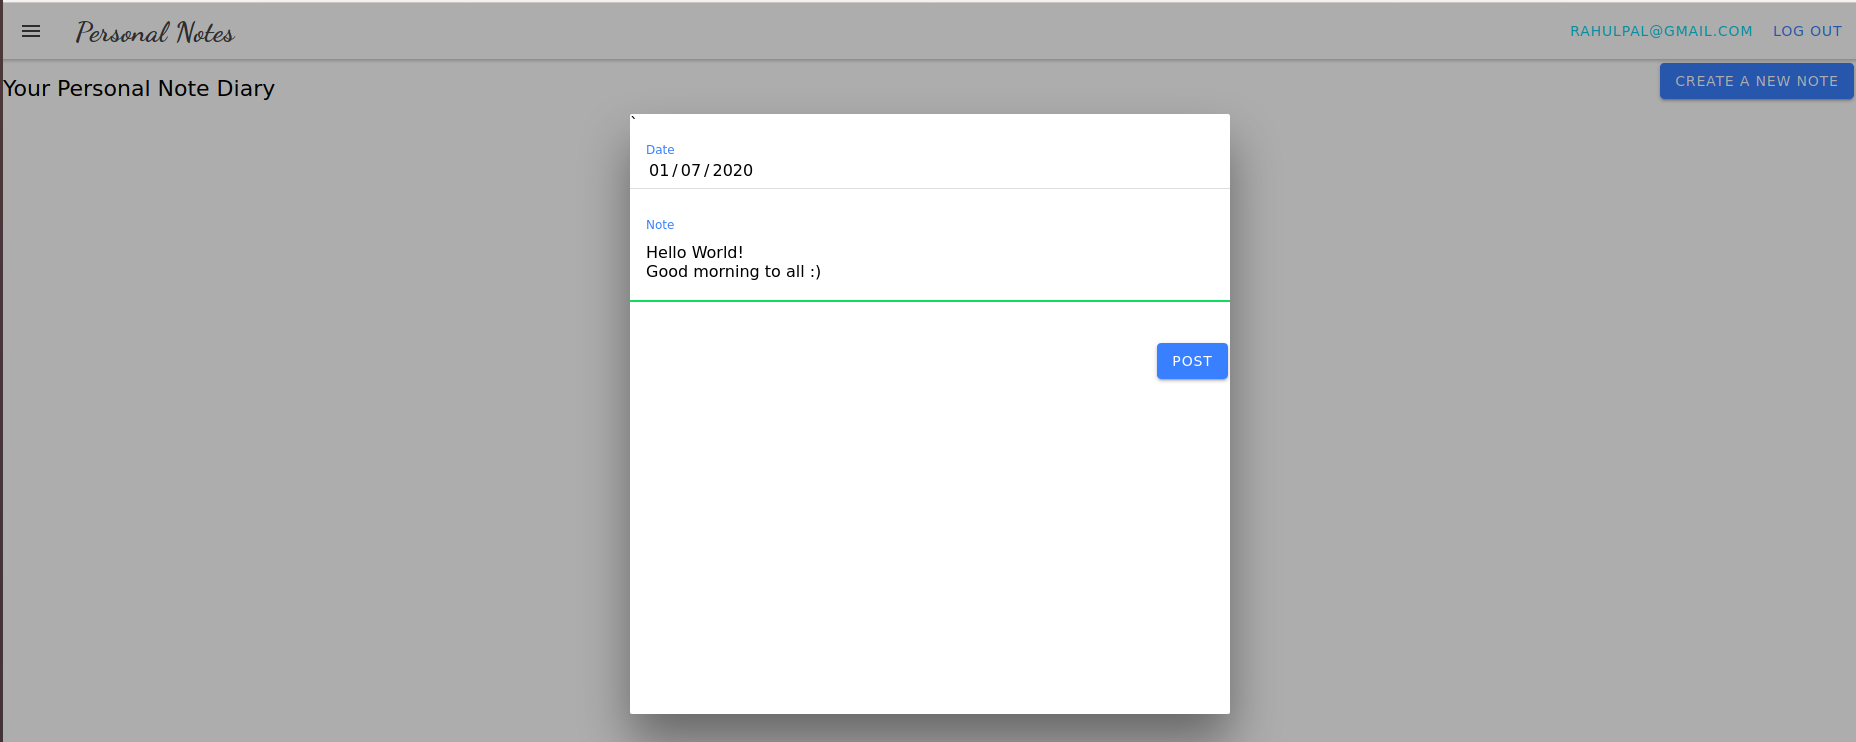 Personal Notes
RAHULPAL@GMAIL.COM LOG OUT
Your Personal Note Diary
CREATE A NEW NOTE
`
Date
01/07/2020
Note
Hello World!
Good morning to all :)
POST